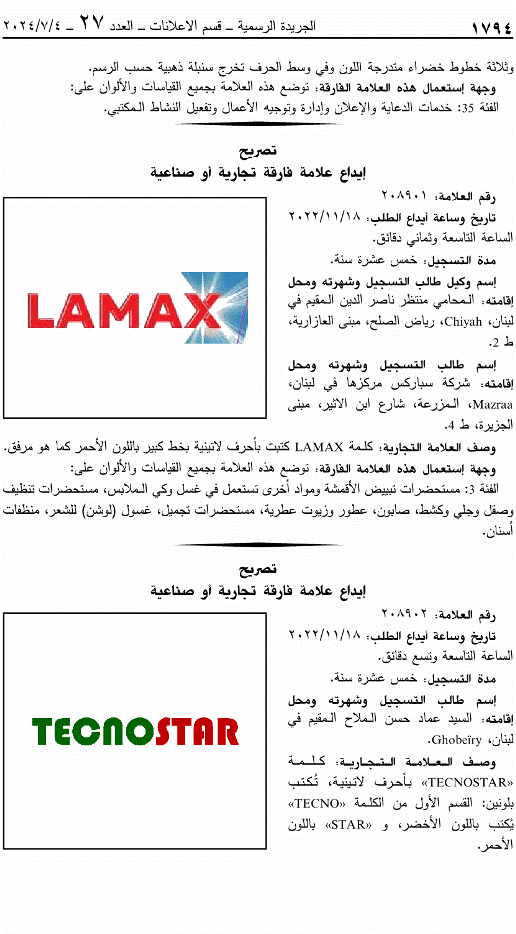 ١٧٩٤
الجريدة الرسمية ــ قسم الاعلانات ــ العدد ٢٧ ــ ٢٠٢٤/٧/٤
وثلاثة خطوط خضراء متدرجة اللون وفي وسط الحرف تخرج سنبلة ذهبية حسب الرسم.
وجهة إستعمال هذه العلامة الفارقة: توضع هذه العلامة بجميع القياسات والألوان على:
الفئة 35: خدمات الدعاية والإعلان وإدارة وتوجيه الأعمال وتفعيل النشاط المكتبي.
تصريح
إيداع علامة فارقة تجارية أو صناعية
رقم العلامة: ٢٠٨٩٠١
تاريخ وساعة أيداع الطلب: ٢٠٢٢/١١/١٨
الساعة التاسعة وثماني دقائق.
مدة التسجيل: خمس عشرة سنة.
إسم وكيل طالب التسجيل وشهرته ومحل
إقامته: المحامي منتظر ناصر الدين المقيم في
لبنان، Chiyah، رياض الصلح، مبنى العازارية،
ط 2.
إسم طالب التسجيل وشهرته ومحل
إقامته: شركة سباركس مركزها في لبنان،
Mazraa، المزرعة، شارع ابن الاثير، مبنى
الجزيرة، ط 4.
LAMAX
وصف العلامة التجارية: كلمة LAMAX كتبت بأحرف لاتينية بخط كبير باللون الأحمر كما هو مرفق.
وجهة إستعمال هذه العلامة الفارقة: توضع هذه العلامة بجميع القياسات والألوان على:
الفئة 3: مستحضرات تبييض الأقمشة ومواد أخرى تستعمل في غسل وكي الملابس، مستحضرات تنظيف
وصقل وجلي وكشط، صابون، عطور وزيوت عطرية، مستحضرات تجميل، غسول (لوشن) للشعر، منظفات
أسنان.
تصريح
إيداع علامة فارقة تجارية أو صناعية
رقم العلامة: ٢٠٨٩٠٢
تاريخ وساعة أيداع الطلب: ٢٠٢٢/١١/١٨
الساعة التاسعة وتسع دقائق.
مدة التسجيل: خمس عشرة سنة.
إسم طالب التسجيل وشهرته ومحل
إقامته: السيد عماد حسن الملاح المقيم في
لبنان، Ghobeïry.
وصف العلامة التجارية: كلمة
«TECNOSTAR» بأحرف لاتينية، تُكتب
بلونين: القسم الأول من الكلمة «TECNO»
يُكتب باللون الأخضر، و «STAR» باللون
الأحمر.
TECNOSTAR